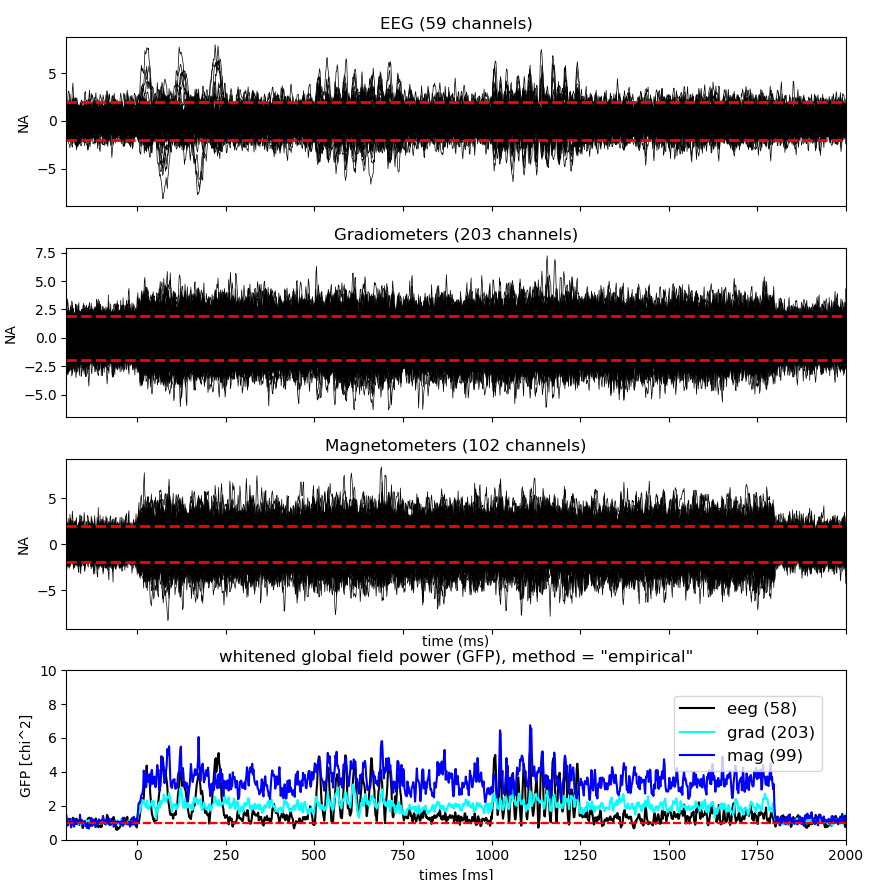 EEG (59 channels)
5
0
−5
NA
Gradiometers (203 channels)
7.5
5.0
2.5
0.0
−2.5
−5.0
NA
Magnetometers (102 channels)
5
0
−5
NA
time (ms)
whitened global field power (GFP), method = "empirical"
10
8
6
4
2
0
GFP [chi^2]
eeg (58)
grad (203)
mag (99)
0 250 500 750 1000 1250 1500 1750 2000
times [ms]